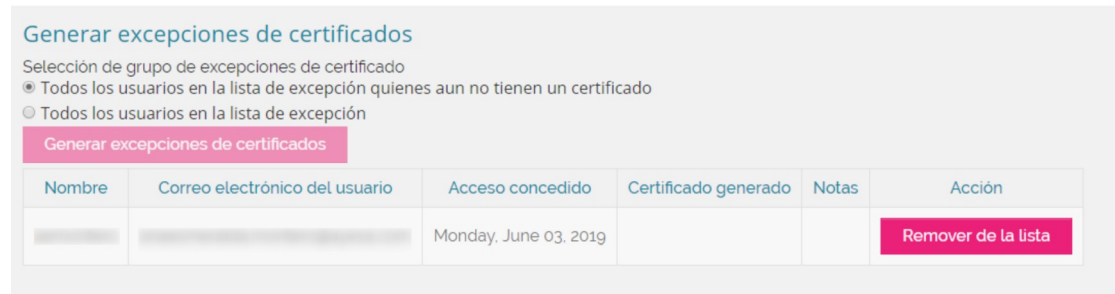 Generar excepciones de certificados
Selección de grupo de excepciones de certificado
Todos los usuarios en la lista de excepción quienes aun no tienen un certificado
Todos los usuarios en la lista de excepción
Generar excepciones de certificados
Nombre Correo electrónico del usuario Acceso concedido Certificado generado Notas Acción
Monday, June 03, 2019 Remover de la lista